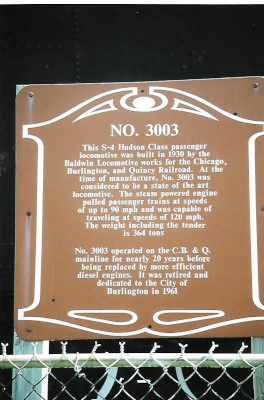 NO. 3003
This S-4 Hudson Class passenger
locomotive was built in 1930 by the
Baldwin Locomotive works for the Chicago,
Burlington, and Quincy Railroad. At the
time of manufacture, No. 3003 was
considered to be a state of the art
locomotive. The steam powered engine
pulled passenger trains at speeds
of up to 90 mph and was capable of
traveling at speeds of 120 mph.
The weight including the tender
is 364 tons
No. 3003 operated on the C.B. & Q.
mainline for nearly 20 years before
being replaced by more efficient
diesel engines. It was retired and
dedicated to the City of
Burlington in 1961